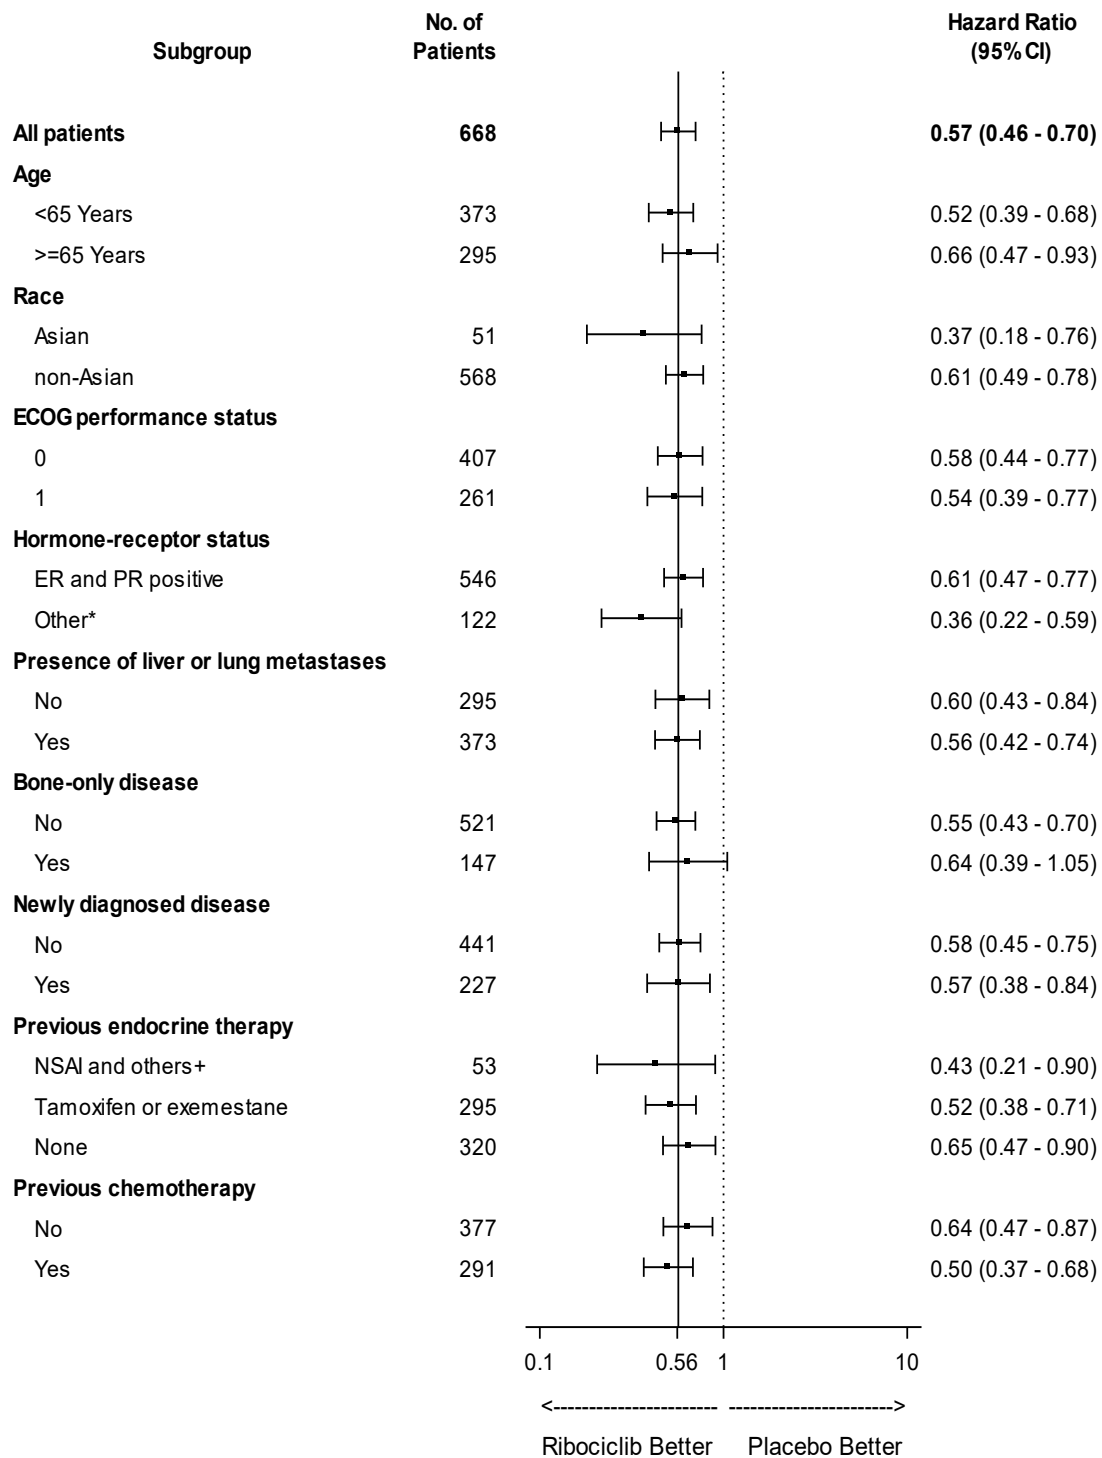 Subgroup No. of Patients Hazard Ratio (95% CI)
All patients 668 0.57 (0.46 - 0.70)
Age
<65 Years 373 0.52 (0.39 - 0.68)
>=65 Years 295 0.66 (0.47 - 0.93)
Race
Asian 51 0.37 (0.18 - 0.76)
non-Asian 568 0.61 (0.49 - 0.78)
ECOG performance status
0 407 0.58 (0.44 - 0.77)
1 261 0.54 (0.39 - 0.77)
Hormone-receptor status
ER and PR positive 546 0.61 (0.47 - 0.77)
Other* 122 0.36 (0.22 - 0.59)
Presence of liver or lung metastases
No 295 0.60 (0.43 - 0.84)
Yes 373 0.56 (0.42 - 0.74)
Bone-only disease
No 521 0.55 (0.43 - 0.70)
Yes 147 0.64 (0.39 - 1.05)
Newly diagnosed disease
No 441 0.58 (0.45 - 0.75)
Yes 227 0.57 (0.38 - 0.84)
Previous endocrine therapy
NSAI and others+ 53 0.43 (0.21 - 0.90)
Tamoxifen or exemestane 295 0.52 (0.38 - 0.71)
None 320 0.65 (0.47 - 0.90)
Previous chemotherapy
No 377 0.64 (0.47 - 0.87)
Yes 291 0.50 (0.37 - 0.68)
0.1 0.56 1 10
<------------------------ ------------------------>
Ribociclib Better Placebo Better